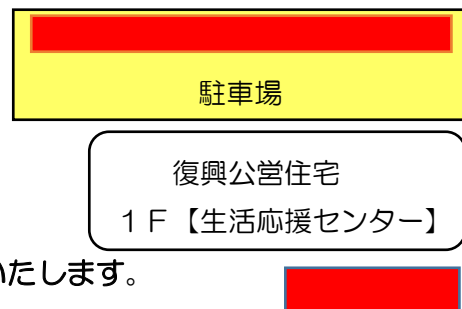 駐車場
復興公営住宅
１Ｆ【生活応援センター】
いたします。